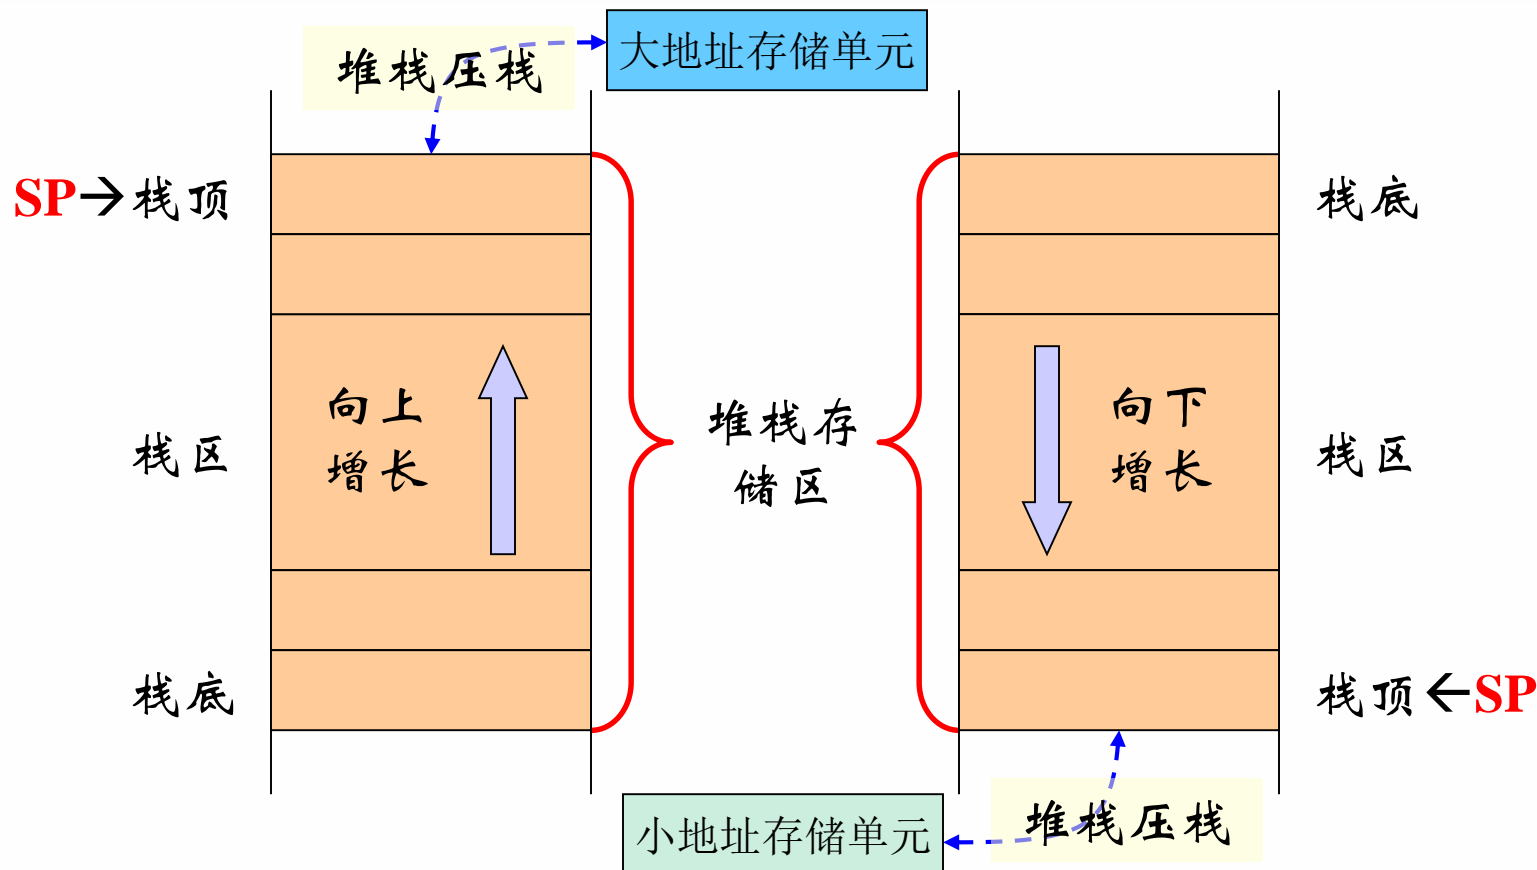 堆栈压栈
大地址存储单元
SP→栈顶
栈底
向上
增长
栈区
堆栈存
储区
向下
增长
栈区
栈底
栈顶←SP
小地址存储单元
堆栈压栈